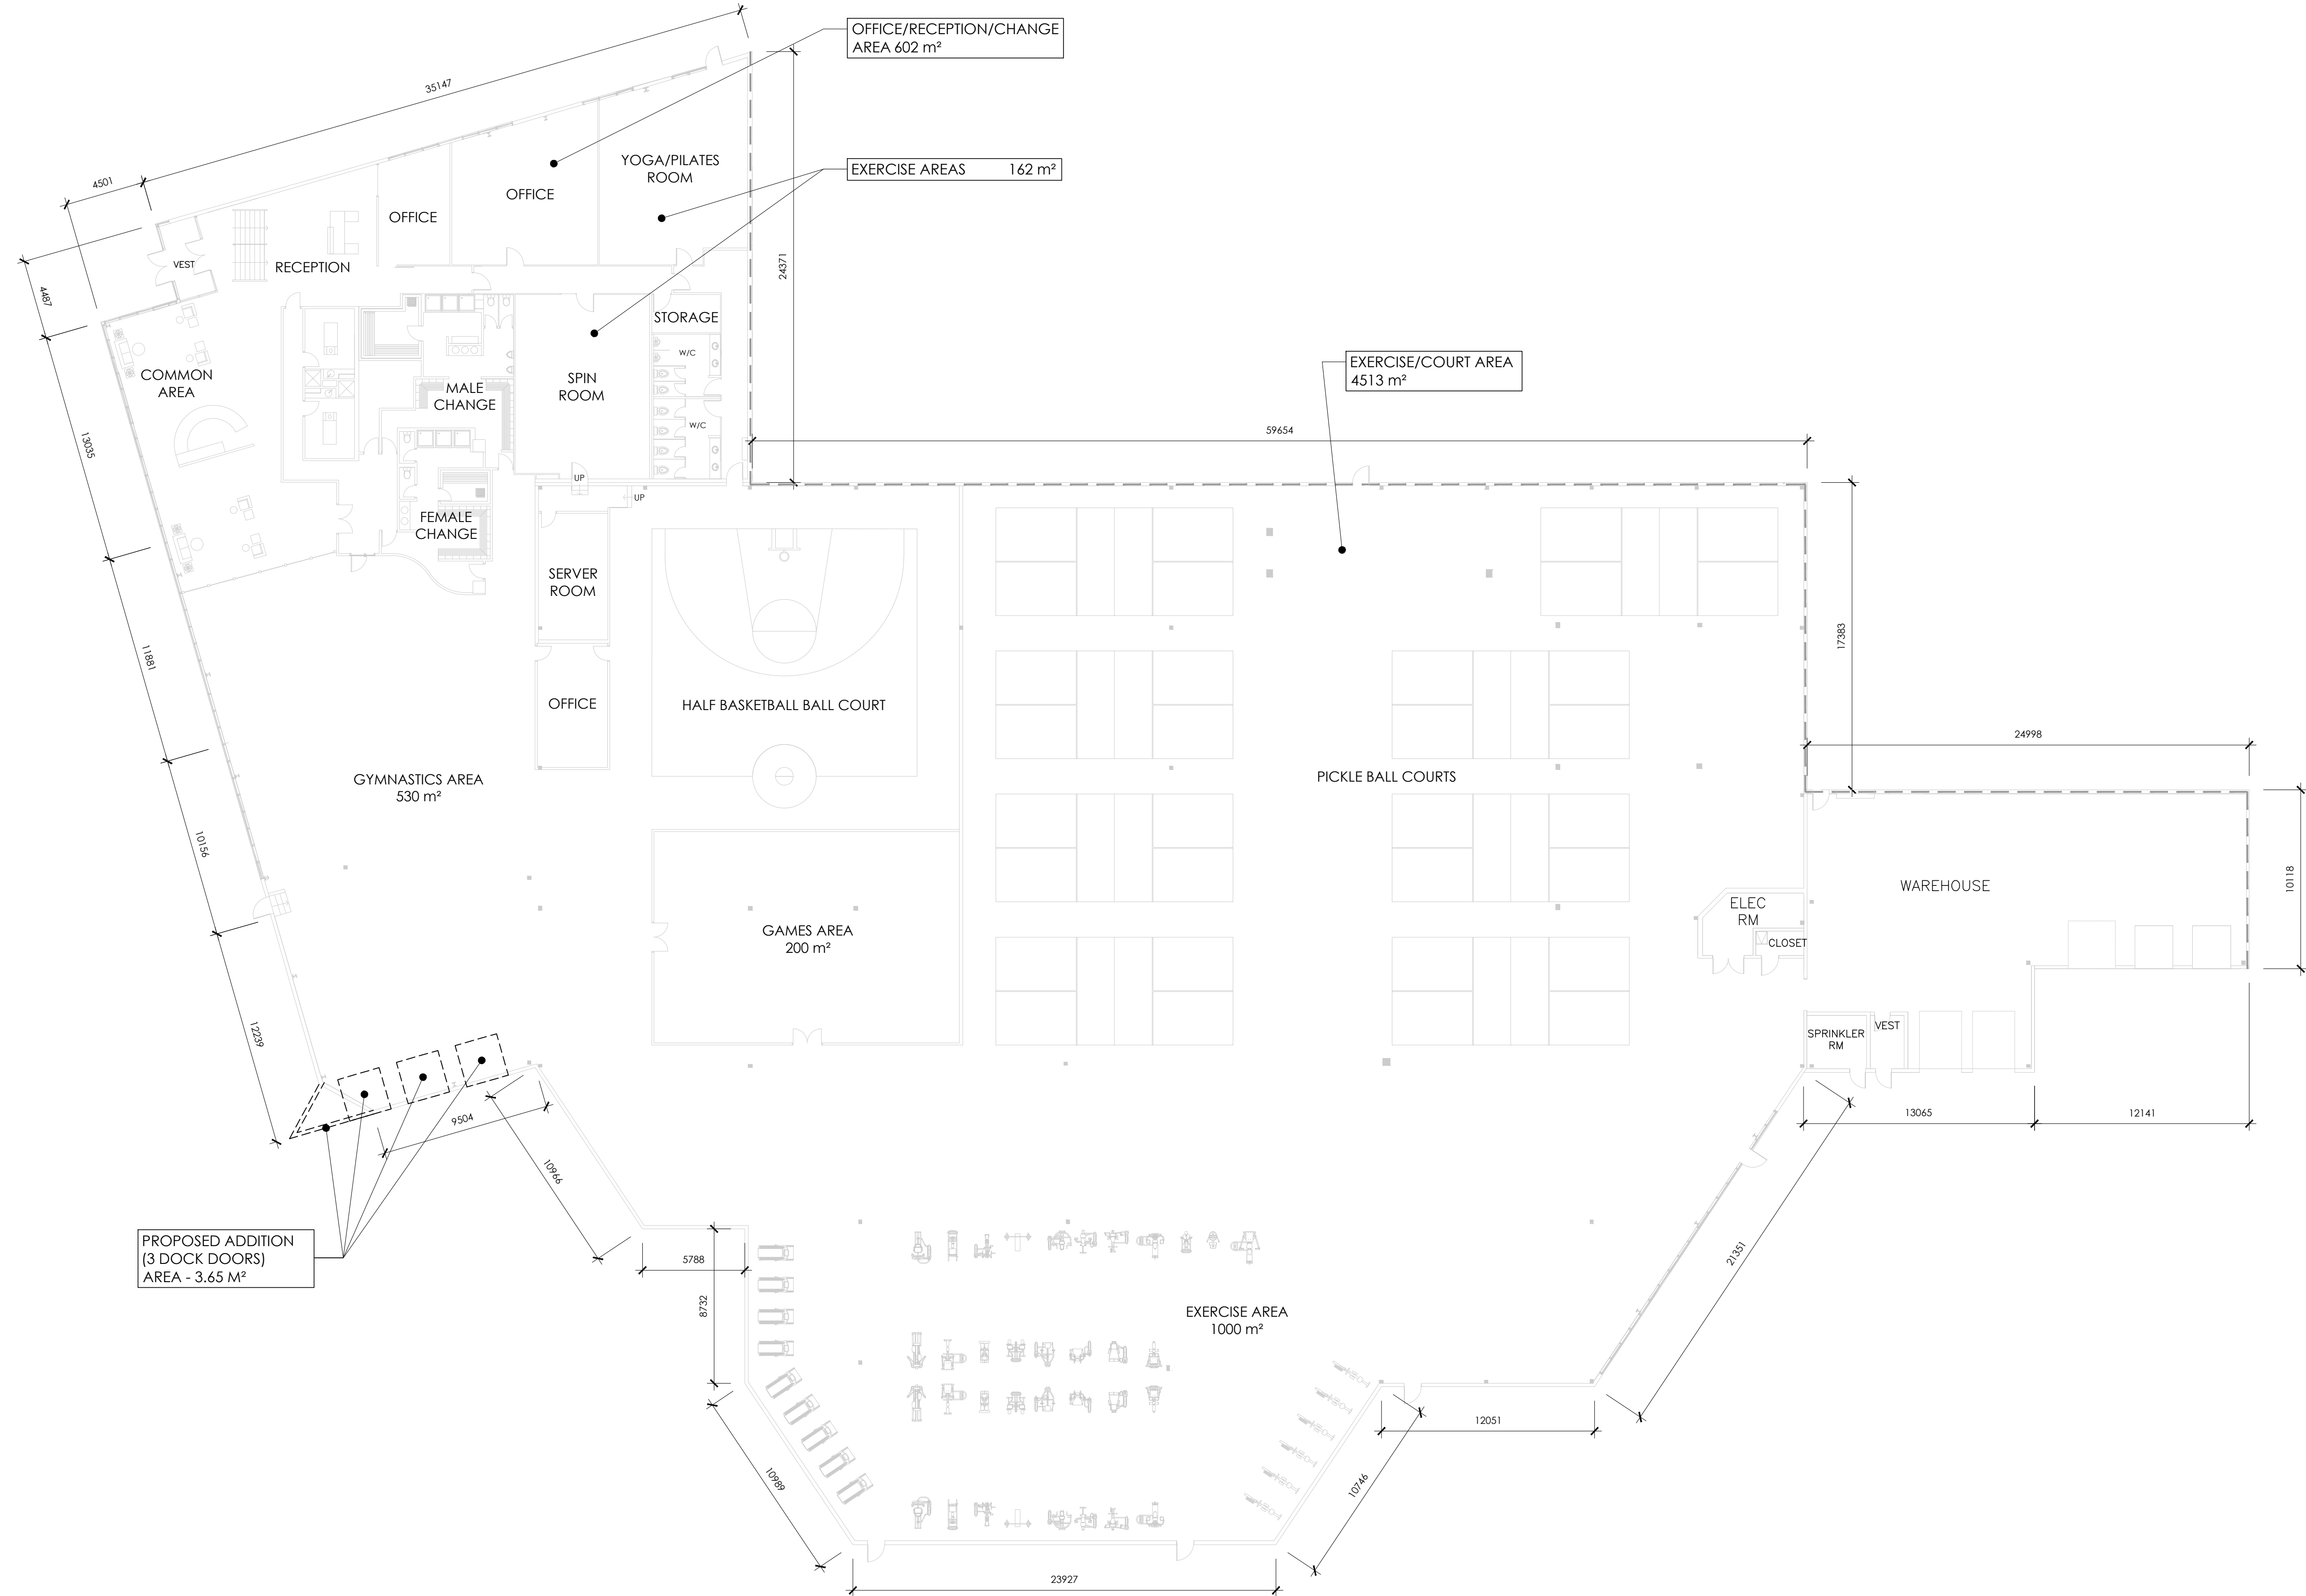 OFFICE/RECEPTION/CHANGE
AREA 602 m²
35147
YOGA/PILATES
ROOM
EXERCISE AREAS 162 m²
4501
OFFICE
OFFICE
VEST
RECEPTION
24371
4487
STORAGE
W/C
COMMON
AREA
MALE
CHANGE
SPIN
ROOM
EXERCISE/COURT AREA
4513 m²
W/C
59654
13035
UP
UP
FEMALE
CHANGE
SERVER
ROOM
17383
11881
OFFICE
HALF BASKETBALL BALL COURT
24998
GYMNASTICS AREA
530 m²
PICKLE BALL COURTS
10156
10118
WAREHOUSE
ELEC
RM
CLOSET
GAMES AREA
200 m²
12239
SPRINKLER
RM
VEST
9504
13065
12141
10966
PROPOSED ADDITION
(3 DOCK DOORS)
AREA - 3.65 M²
5788
21351
8732
EXERCISE AREA
1000 m²
12051
10989
10746
23927